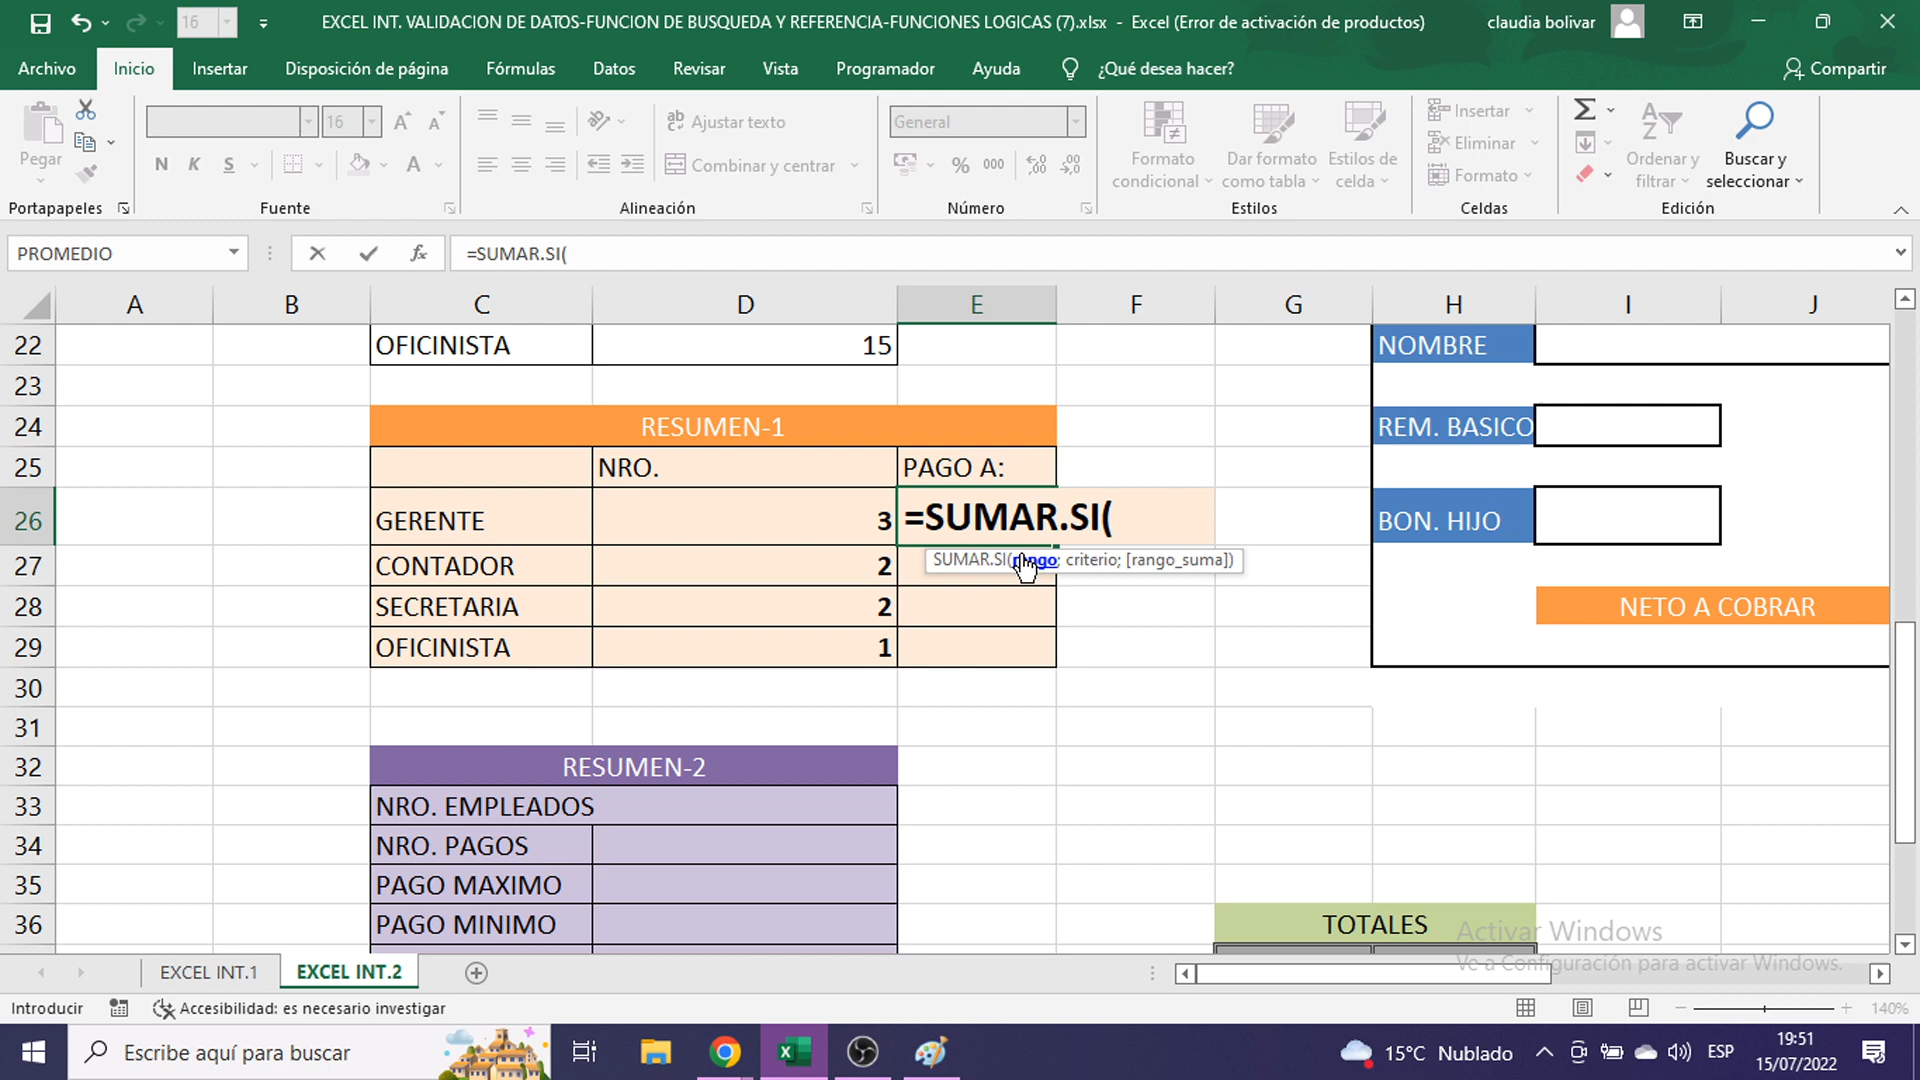 16
EXCEL INT. VALIDACION DE DATOS-FUNCION DE BUSQUEDA Y REFERENCIA-FUNCIONES LOGICAS (7).xlsx - Excel (Error de activación de productos)
claudia bolivar
Archivo Inicio Insertar Disposición de página Fórmulas Datos Revisar Vista Programador Ayuda ¿Qué desea hacer? Compartir
Pegar
Portapapeles
16
N K S
Fuente
Ajustar texto
Combinar y centrar
Alineación
General
% 000
Número
Formato condicional
Dar formato como tabla
Estilos de celda
Estilos
Insertar
Eliminar
Formato
Celdas
Ordenar y filtrar
Buscar y seleccionar
Edición
PROMEDIO fx =SUMAR.SI(
A B C D E F G H I J
22 OFICINISTA 15 NOMBRE
23
24 RESUMEN-1 REM. BASICO
25 NRO. PAGO A:
26 GERENTE 3 =SUMAR.SI( BON. HIJO
SUMAR.SI(rango; criterio; [rango_suma])
27 CONTADOR 2
28 SECRETARIA 2 NETO A COBRAR
29 OFICINISTA 1
30
31
32 RESUMEN-2
33 NRO. EMPLEADOS
34 NRO. PAGOS
35 PAGO MAXIMO
36 PAGO MINIMO TOTALES
Activar Windows
Ve a Configuración para activar Windows.
EXCEL INT.1 EXCEL INT.2
Introducir Accesibilidad: es necesario investigar 140%
Escribe aquí para buscar
15°C Nublado ESP
19:51
15/07/2022